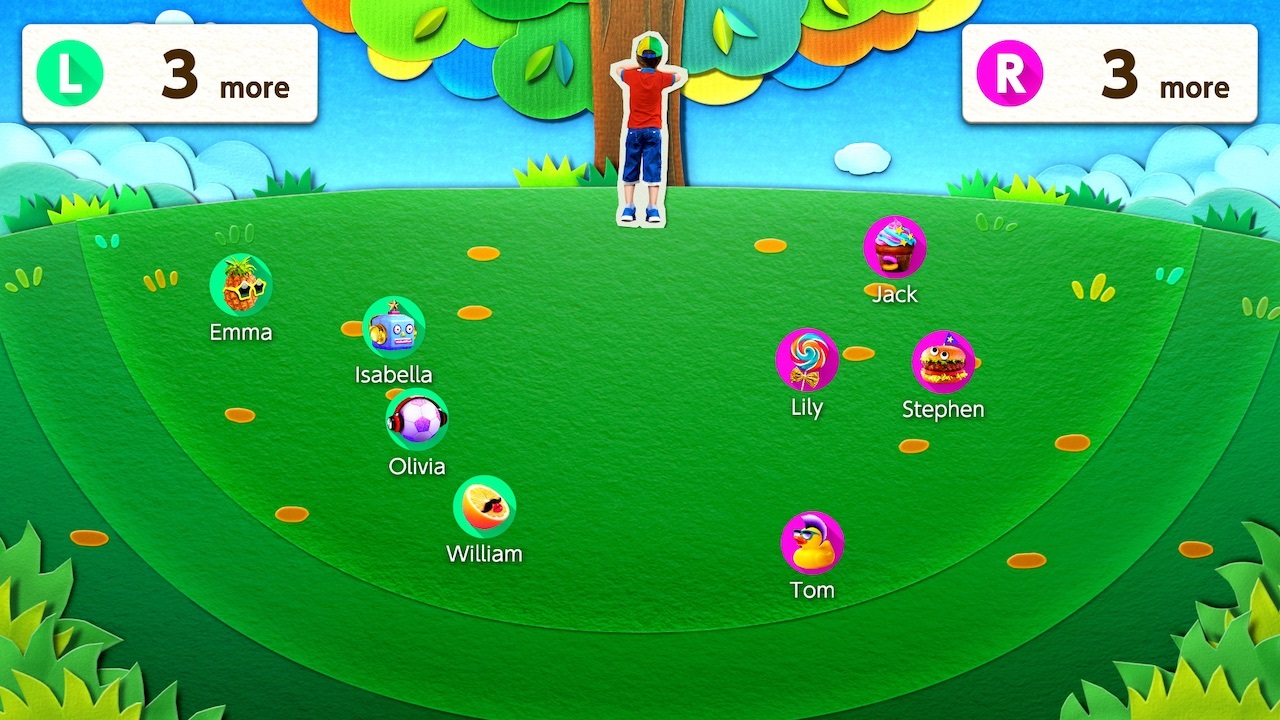 L 3 more
R 3 more
Jack
Emma
Isabella
Lily
Stephen
Olivia
William
Tom